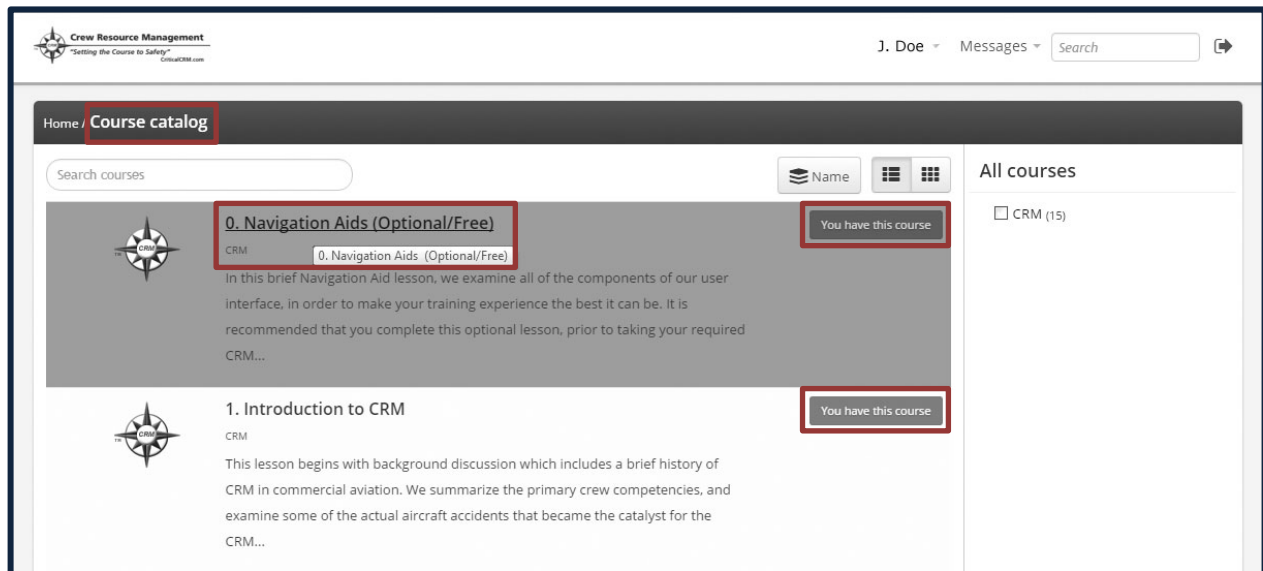 Crew Resource Management
"Setting the Course to Safety"
CriticalCRM.com
J. Doe
Messages
Search
Home / Course catalog
Search courses
Name
All courses
CRM (15)
0. Navigation Aids (Optional/Free)
You have this course
CRM
0. Navigation Aids (Optional/Free)
In this brief Navigation Aid lesson, we examine all of the components of our user
interface, in order to make your training experience the best it can be. It is
recommended that you complete this optional lesson, prior to taking your required
CRM...
CRM
TM
1. Introduction to CRM
You have this course
CRM
This lesson begins with background discussion which includes a brief history of
CRM in commercial aviation. We summarize the primary crew competencies, and
examine some of the actual aircraft accidents that became the catalyst for the
CRM...
CRM
TM